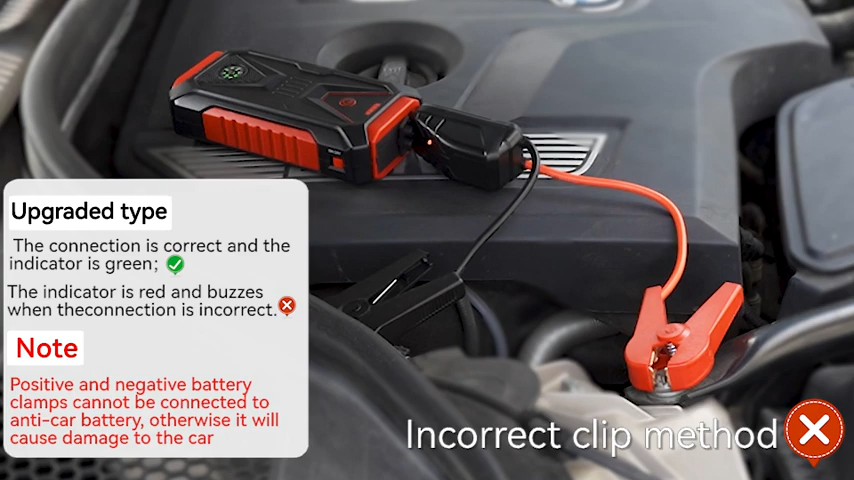 Upgraded type
The connection is correct and the
indicator is green;
The indicator is red and buzzes
when theconnection is incorrect.
Note
Positive and negative battery
clamps cannot be connected to
anti-car battery, otherwise it will
cause damage to the car
Incorrect clip method